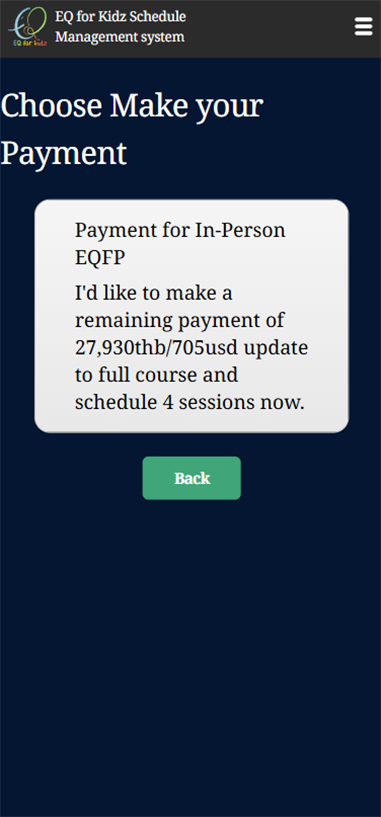 EQ for Kidz Schedule
Management system
EQ for kidz
Choose Make your
Payment
Payment for In-Person
EQFP
I'd like to make a
remaining payment of
27,930thb/705usd update
to full course and
schedule 4 sessions now.
Back